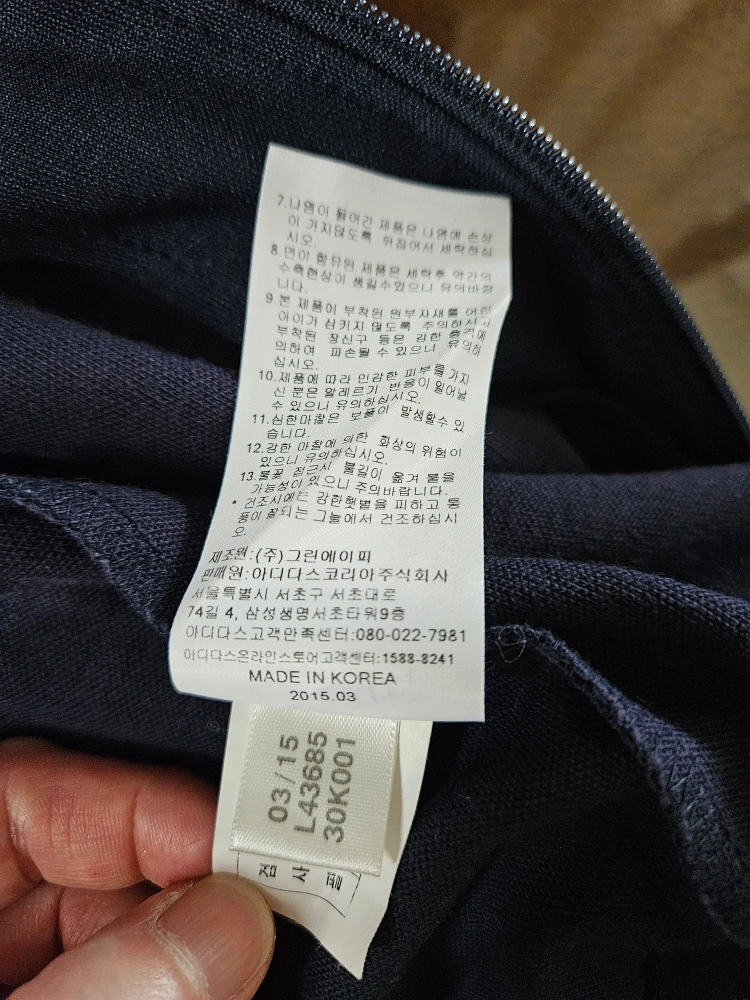 7.나염이 들어간 제품은 나염에 손상
이 가지않도록 뒤집어서 세탁하십
시오.
8.면이 함유된 제품은 세탁후 약간의
수축현상이 생길수있으니 유의바랍
니다.
9.본 제품이 부착된 원부자재를 어린
아이가 삼키지 않도록 주의하시고
부착된 장신구 등은 강한 충격에
의하여 파손될 수 있으니 유의하
십시오.
10.제품에 따라 민감한 피부를 가지
신 분은 알레르기 반응이 일어날
수 있으니 유의하십시오.
11.심한마찰은 보풀이 발생할수 있
습니다.
12.강한 마찰에 의한 화상의 위험이
있으니 유의하십시오.
13.불꽃 접근시 불길이 옮겨 붙을
가능성이 있으니 주의바랍니다.
* 건조시에는 강한햇볕을 피하고 통
풍이 잘되는 그늘에서 건조하십시
오.
제조원:(주)그린에이피
판매원:아디다스코리아주식회사
서울특별시 서초구 서초대로
74길 4, 삼성생명서초타워9층
아디다스고객만족센터:080-022-7981
아디다스온라인스토어고객센터:1588-8241
MADE IN KOREA
2015.03
03/15
L43685
30K001
검 사 필